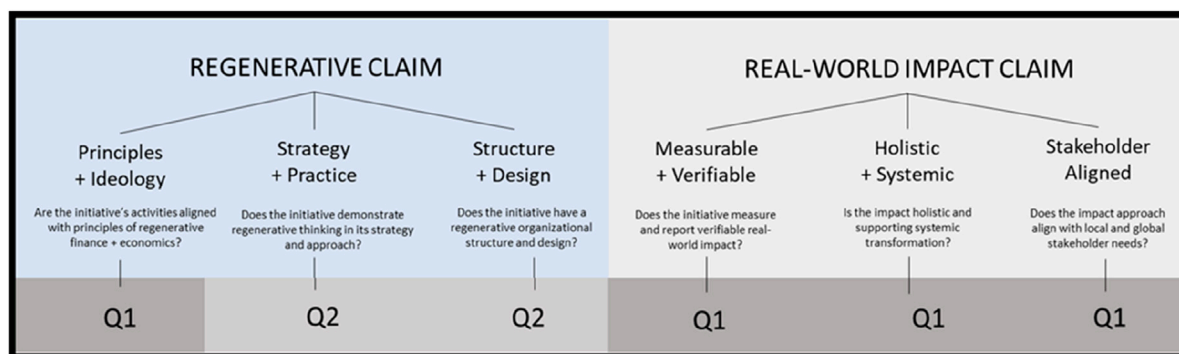 REGENERATIVE CLAIM
Principles
+ Ideology
Are the initiative's activities aligned
with principles of regenerative
finance + economics?
Strategy
+ Practice
Does the initiative demonstrate
regenerative thinking in its strategy
and approach?
Structure
+ Design
Does the initiative have a
regenerative organizational
structure and design?
REAL-WORLD IMPACT CLAIM
Measurable
+ Verifiable
Does the initiative measure
and report verifiable real-
world impact?
Holistic
+ Systemic
Is the impact holistic and
supporting systemic
transformation?
Stakeholder
Aligned
Does the impact approach
align with local and global
stakeholder needs?
Q1
Q2
Q2
Q1
Q1
Q1